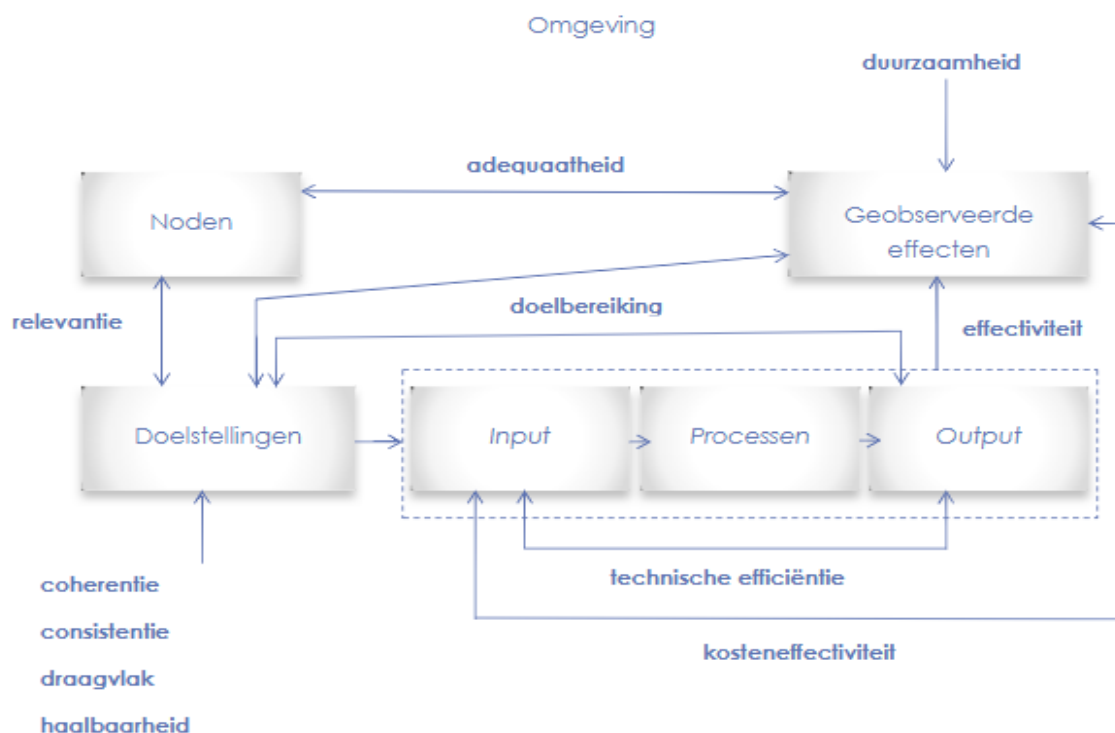 Omgeving
duurzaamheid
adequaatheid
Noden
Geobserveerde
effecten
relevantie
doelbereiking
effectiviteit
Doelstellingen
Input
Processen
Output
technische efficiëntie
kosteneffectiviteit
coherentie
consistentie
draagvlak
haalbaarheid